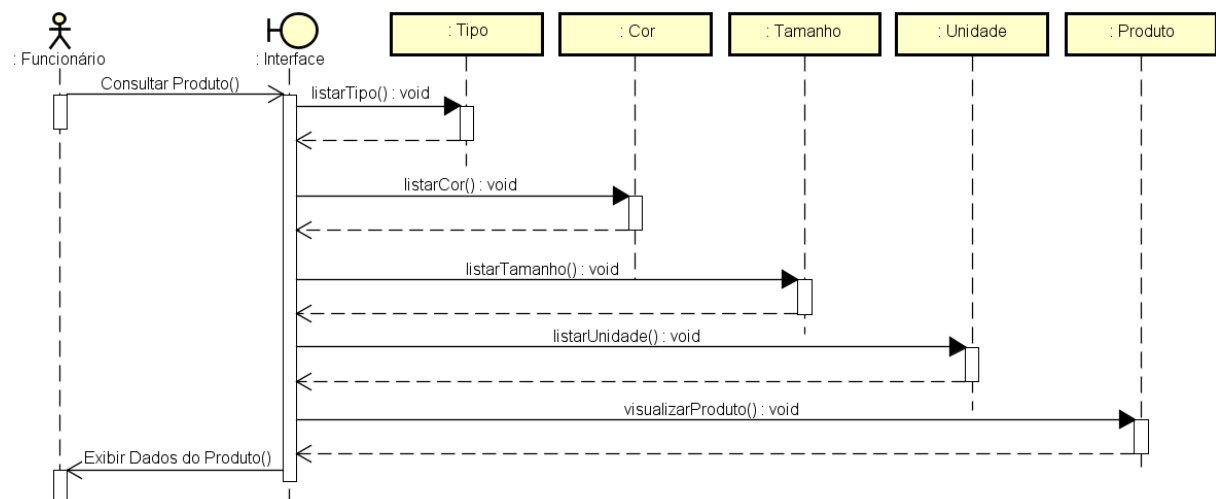 : Funcionário
: Interface
: Tipo
: Cor
: Tamanho
: Unidade
: Produto
Consultar Produto()
listarTipo() : void
listarCor() : void
listarTamanho() : void
listarUnidade() : void
visualizarProduto() : void
Exibir Dados do Produto()